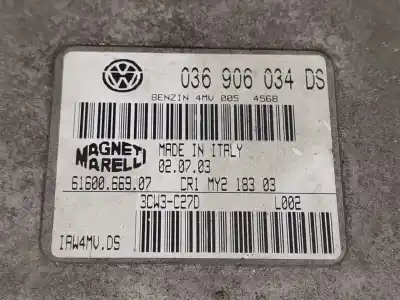 036 906 034 DS
BENZIN 4MV 005 4568
MAGNETI
MARELLI
MADE IN ITALY
02.07.03
61600.669.07 CR1 MY2 183 03
3CW3-C27D L002
IAW4MV.DS